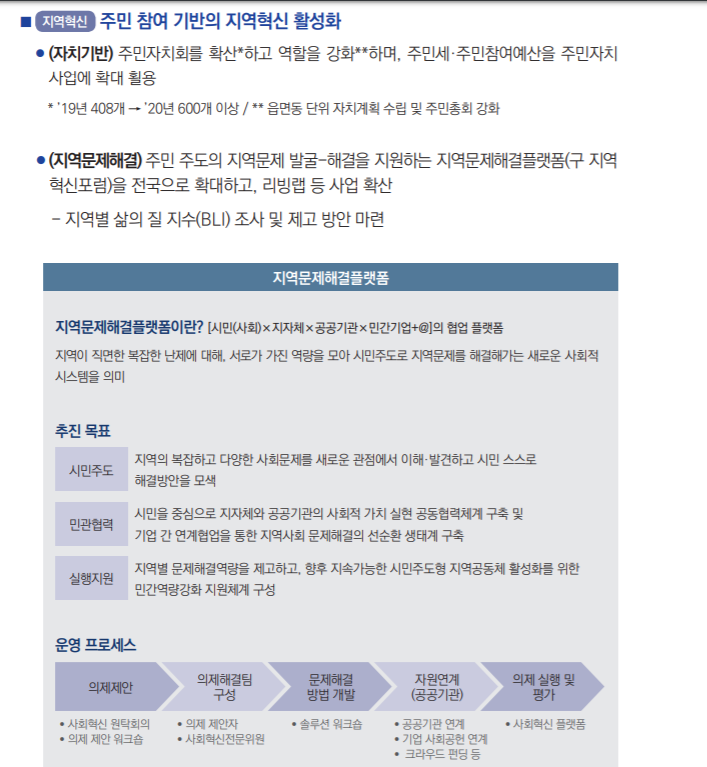 지역혁신 주민 참여 기반의 지역혁신 활성화
● (자치기반) 주민자치회를 확산*하고 역할을 강화**하며, 주민세·주민참여예산을 주민자치
사업에 확대 활용
* ’19년 408개 → ’20년 600개 이상 / ** 읍면동 단위 자치계획 수립 및 주민총회 강화
● (지역문제해결) 주민 주도의 지역문제 발굴-해결을 지원하는 지역문제해결플랫폼(구 지역
혁신포럼)을 전국으로 확대하고, 리빙랩 등 사업 확산
- 지역별 삶의 질 지수(BLI) 조사 및 제고 방안 마련
지역문제해결플랫폼
지역문제해결플랫폼이란? [시민(사회)×지자체×공공기관×민간기업+@]의 협업 플랫폼
지역이 직면한 복잡한 난제에 대해, 서로가 가진 역량을 모아 시민주도로 지역문제를 해결해가는 새로운 사회적
시스템을 의미
추진 목표
시민주도
지역의 복잡하고 다양한 사회문제를 새로운 관점에서 이해·발견하고 시민 스스로
해결방안을 모색
민관협력
시민을 중심으로 지자체와 공공기관의 사회적 가치 실현 공동협력체계 구축 및
기업 간 연계협업을 통한 지역사회 문제해결의 선순환 생태계 구축
실행지원
지역별 문제해결역량을 제고하고, 향후 지속가능한 시민주도형 지역공동체 활성화를 위한
민간역량강화 지원체계 구성
운영 프로세스
의제제안
• 사회혁신 원탁회의
• 의제 제안 워크숍
의제해결팀
구성
• 의제 제안자
• 사회혁신전문위원
문제해결
방법 개발
• 솔루션 워크숍
자원연계
(공공기관)
• 공공기관 연계
• 기업 사회공헌 연계
• 크라우드 펀딩 등
의제 실행 및
평가
• 사회혁신 플랫폼